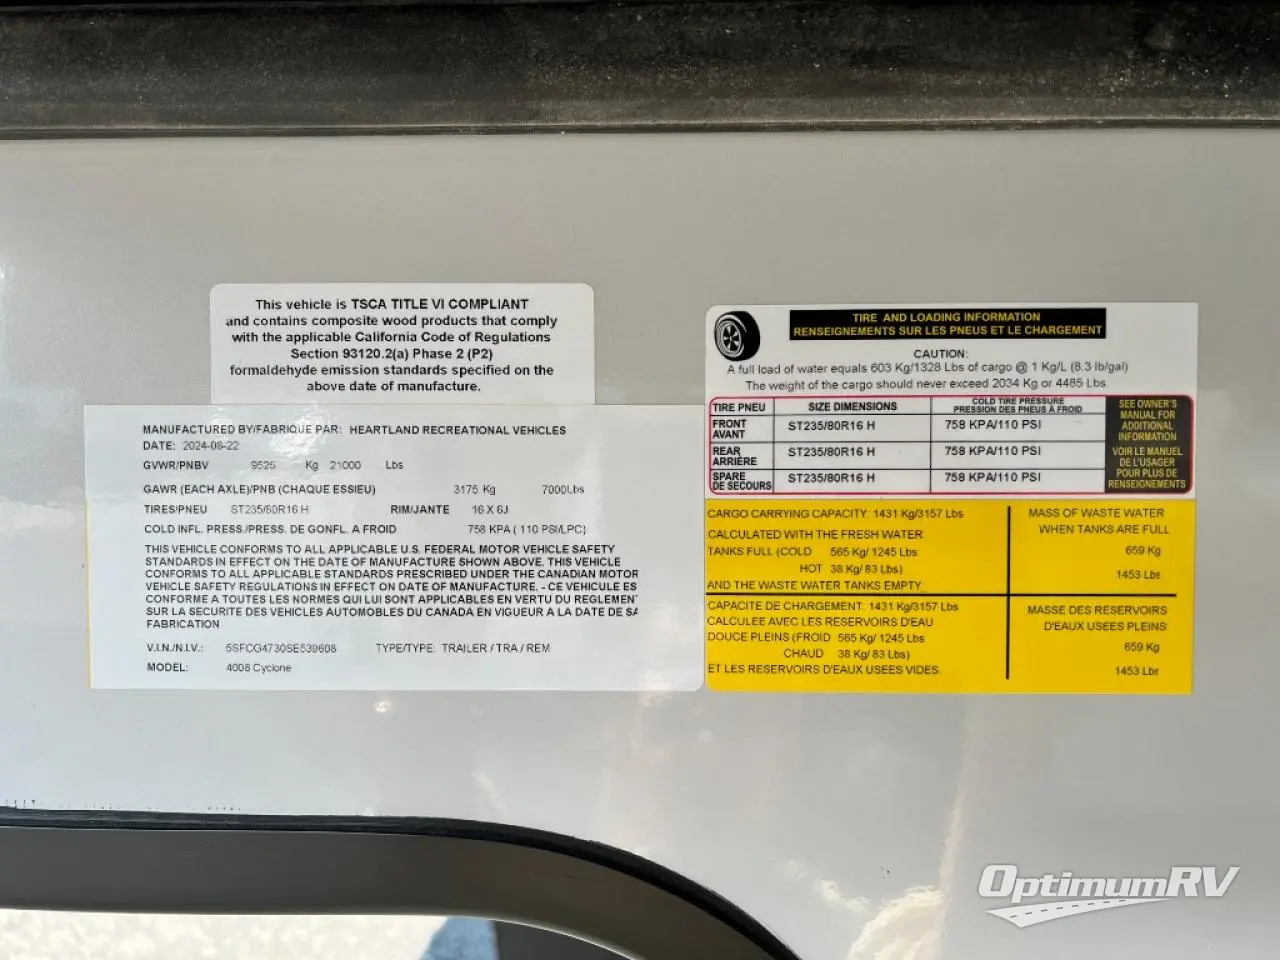 This vehicle is TSCA TITLE VI COMPLIANT
and contains composite wood products that comply
with the applicable California Code of Regulations
Section 93120.2(a) Phase 2 (P2)
formaldehyde emission standards specified on the
above date of manufacture.
MANUFACTURED BY/FABRIQUE PAR: HEARTLAND RECREATIONAL VEHICLES
DATE: 2024-08-22
GVWR/PNBV 9525 Kg 21000 Lbs
GAWR (EACH AXLE)/PNB (CHAQUE ESSIEU) 3175 Kg 7000Lbs
TIRES/PNEU ST235/80R16 H RIM/JANTE 16 X 6J
COLD INFL. PRESS./PRESS. DE GONFL. A FROID 758 KPA ( 110 PSI/LPC)
THIS VEHICLE CONFORMS TO ALL APPLICABLE U.S. FEDERAL MOTOR VEHICLE SAFETY
STANDARDS IN EFFECT ON THE DATE OF MANUFACTURE SHOWN ABOVE. THIS VEHICLE
CONFORMS TO ALL APPLICABLE STANDARDS PRESCRIBED UNDER THE CANADIAN MOTOR
VEHICLE SAFETY REGULATIONS IN EFFECT ON DATE OF MANUFACTURE. - CE VEHICULE ES
CONFORME A TOUTES LES NORMES QUI LUI SONT APPLICABLES EN VERTU DU REGLEMENT
SUR LA SECURITE DES VEHICLES AUTOMOBILES DU CANADA EN VIGUEUR A LA DATE DE SA
FABRICATION
V.I.N./N.I.V.: 5SFCG4730SE539608 TYPE/TYPE: TRAILER / TRA / REM
MODEL: 4008 Cyclone
TIRE AND LOADING INFORMATION
RENSEIGNEMENTS SUR LES PNEUS ET LE CHARGEMENT
CAUTION:
A full load of water equals 603 Kg/1328 Lbs of cargo @ 1 Kg/L (8.3 lb/gal)
The weight of the cargo should never exceed 2034 Kg or 4485 Lbs
TIRE PNEU SIZE DIMENSIONS COLD TIRE PRESSURE
PRESSION DES PNEUS À FROID
FRONT
AVANT ST235/80R16 H 758 KPA/110 PSI
REAR
ARRIÈRE ST235/80R16 H 758 KPA/110 PSI
SPARE
DE SECOURS ST235/80R16 H 758 KPA/110 PSI
SEE OWNER'S
MANUAL FOR
ADDITIONAL
INFORMATION
VOIR LE MANUEL
DE L'USAGER
POUR PLUS DE
RENSEIGNEMENTS
CARGO CARRYING CAPACITY: 1431 Kg/3157 Lbs
CALCULATED WITH THE FRESH WATER
TANKS FULL (COLD 565 Kg/ 1245 Lbs
HOT 38 Kg/ 83 Lbs)
AND THE WASTE WATER TANKS EMPTY
MASS OF WASTE WATER
WHEN TANKS ARE FULL
659 Kg
1453 Lbs
CAPACITE DE CHARGEMENT: 1431 Kg/3157 Lbs
CALCULEE AVEC LES RESERVOIRS D'EAU
DOUCE PLEINS (FROID 565 Kg/ 1245 Lbs
CHAUD 38 Kg/ 83 Lbs)
ET LES RESERVOIRS D'EAUX USEES VIDES.
MASSE DES RESERVOIRS
D'EAUX USEES PLEINS
659 Kg
1453 Lbs
OptimumRV